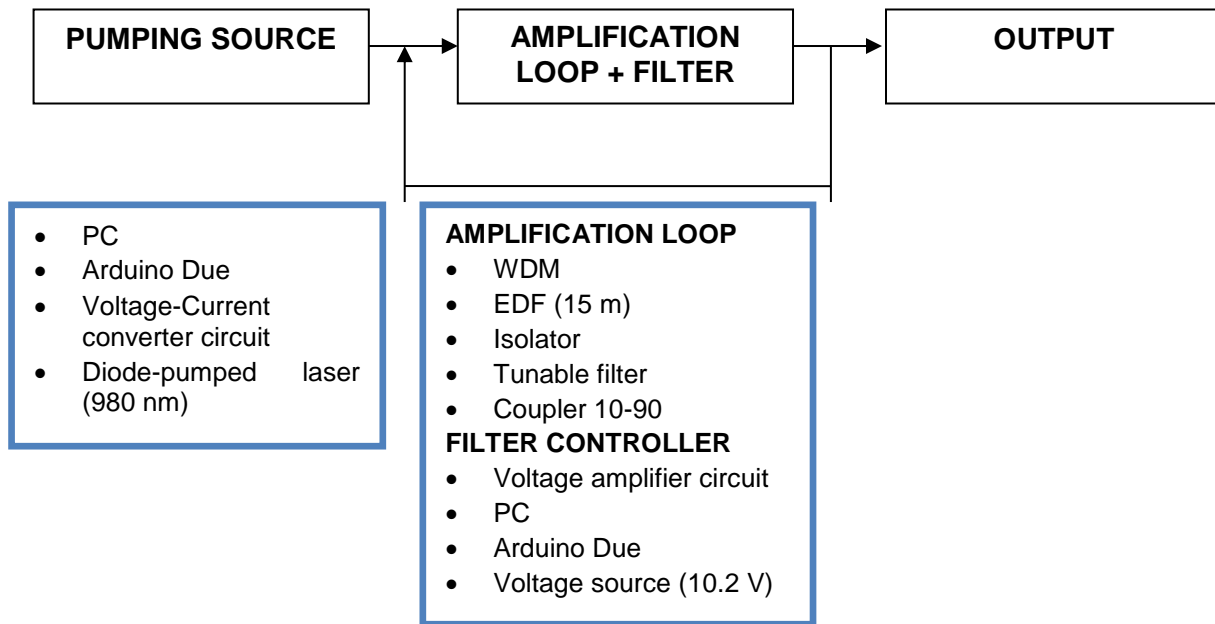 PUMPING SOURCE
AMPLIFICATION
LOOP + FILTER
OUTPUT
• PC
• Arduino Due
• Voltage-Current
converter circuit
• Diode-pumped laser
(980 nm)
AMPLIFICATION LOOP
• WDM
• EDF (15 m)
• Isolator
• Tunable filter
• Coupler 10-90
FILTER CONTROLLER
• Voltage amplifier circuit
• PC
• Arduino Due
• Voltage source (10.2 V)